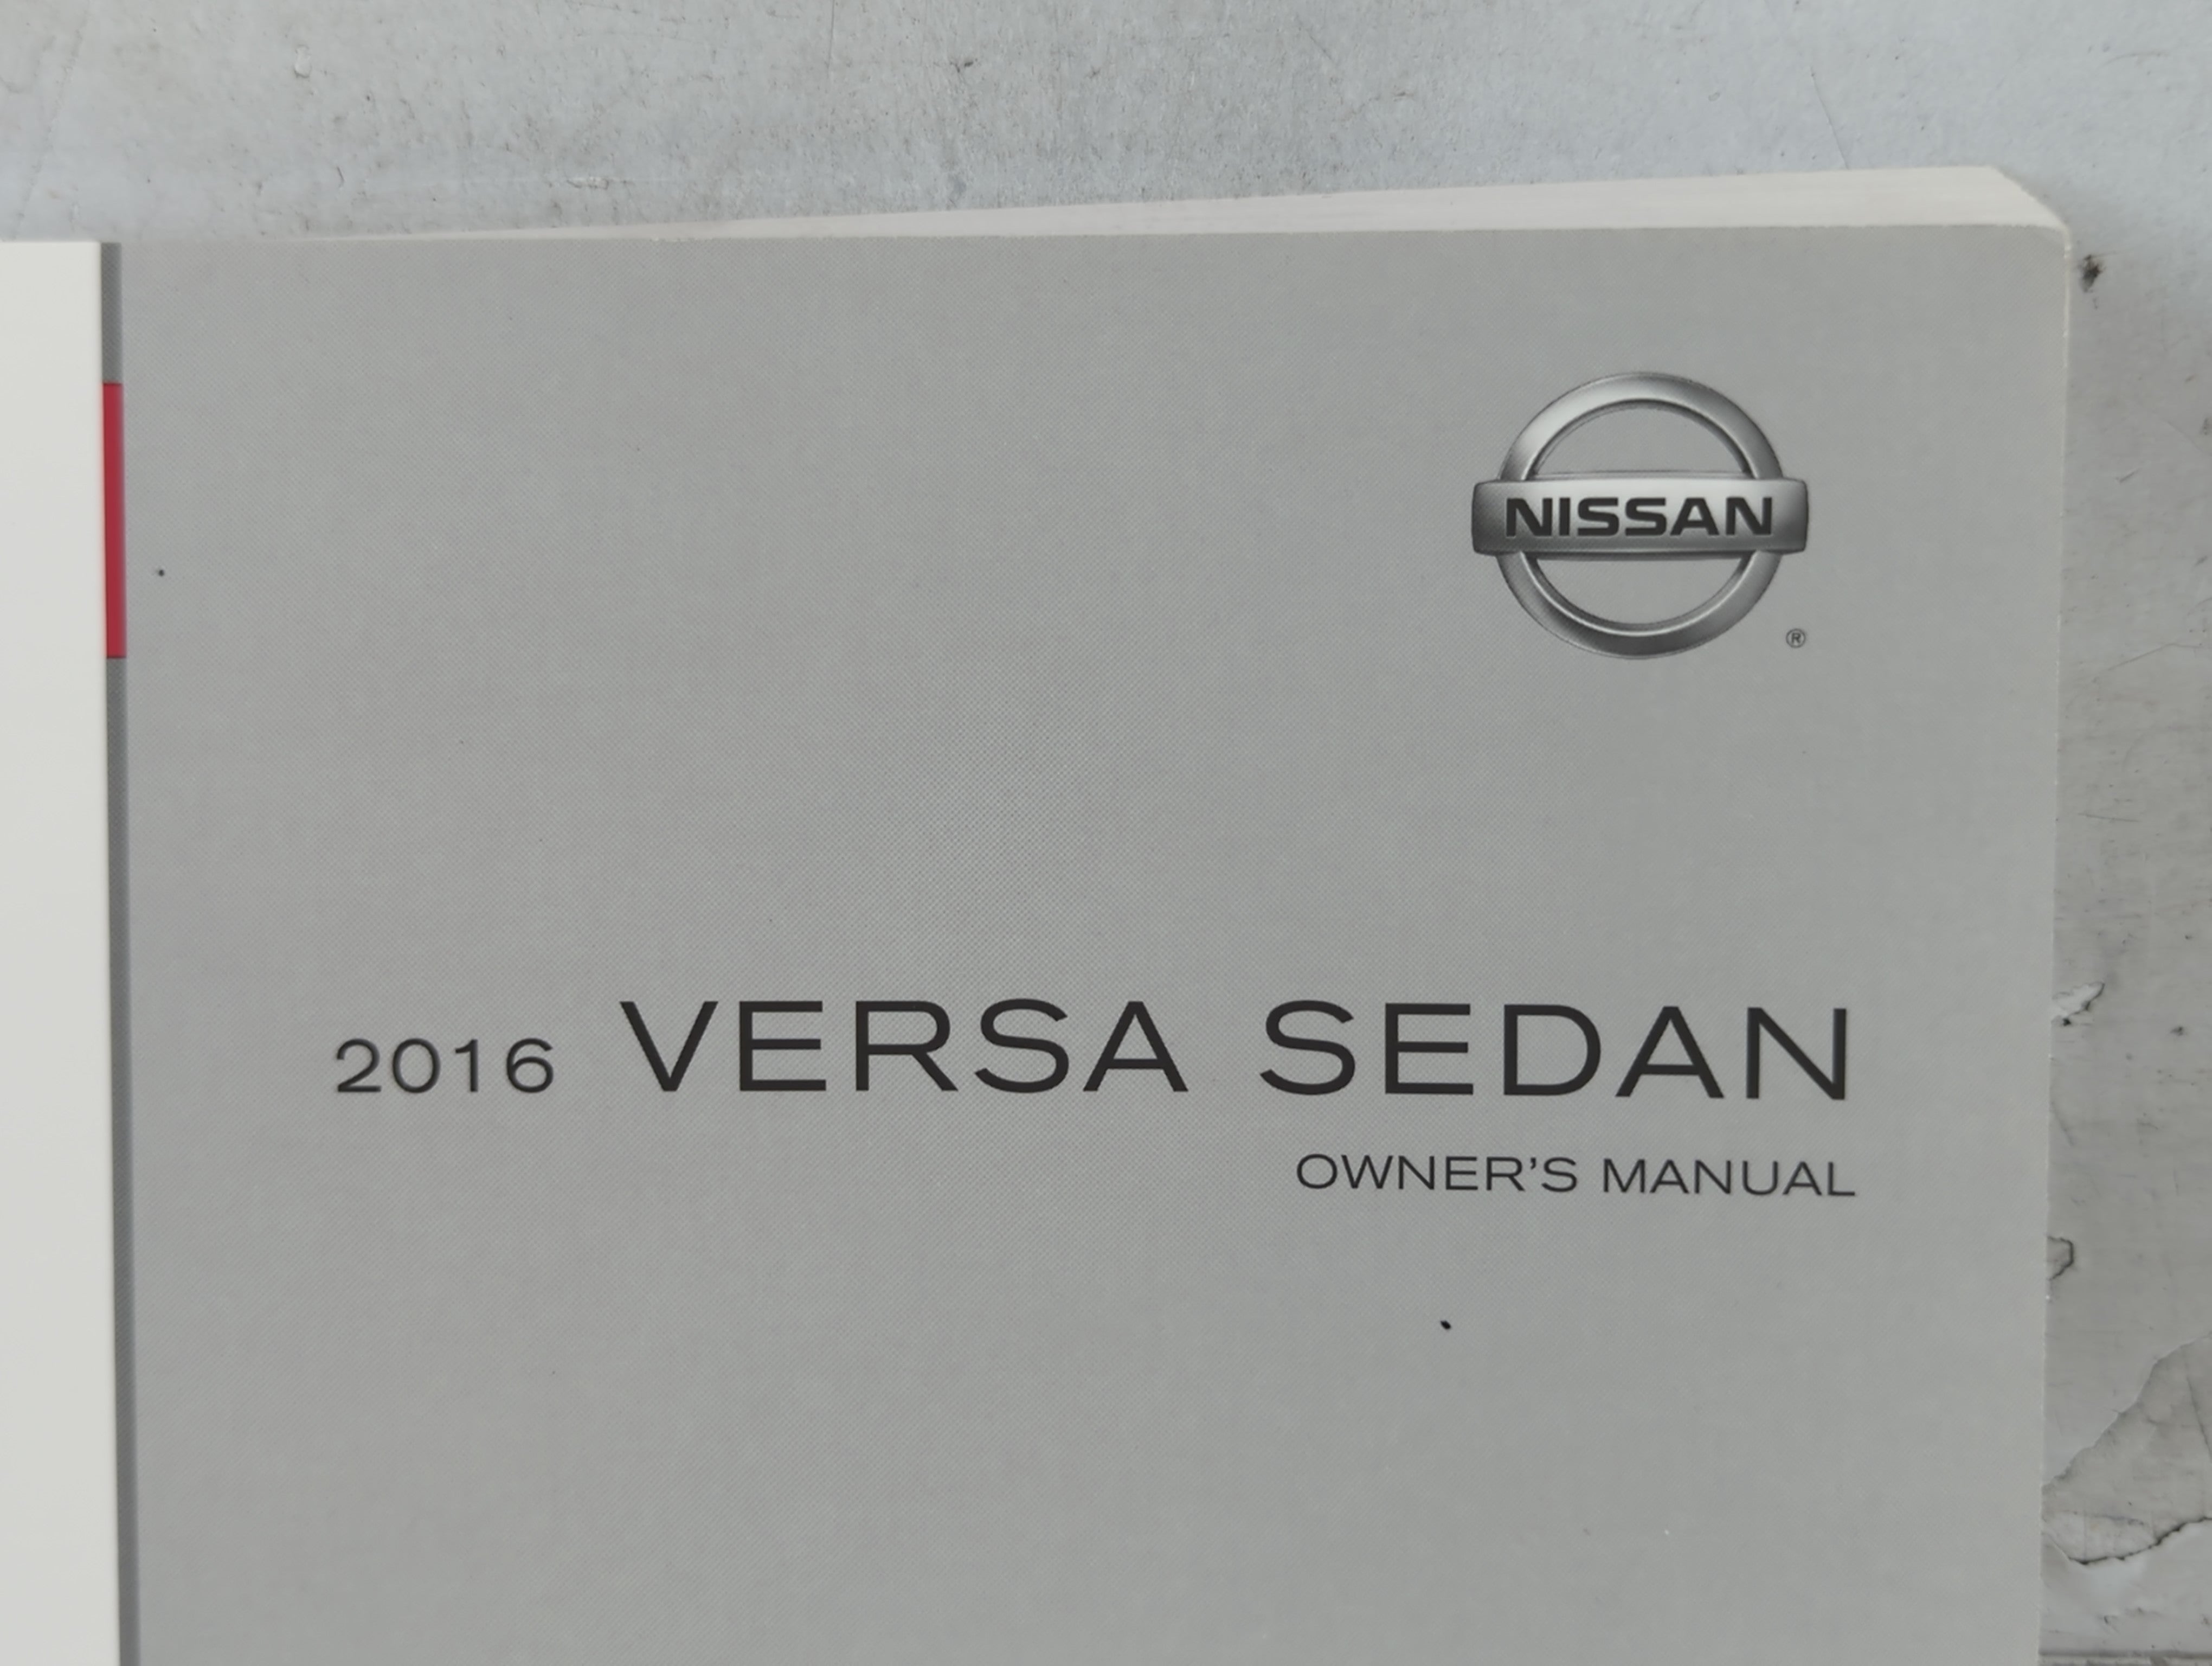 NISSAN
®
2016 VERSA SEDAN
OWNER'S MANUAL